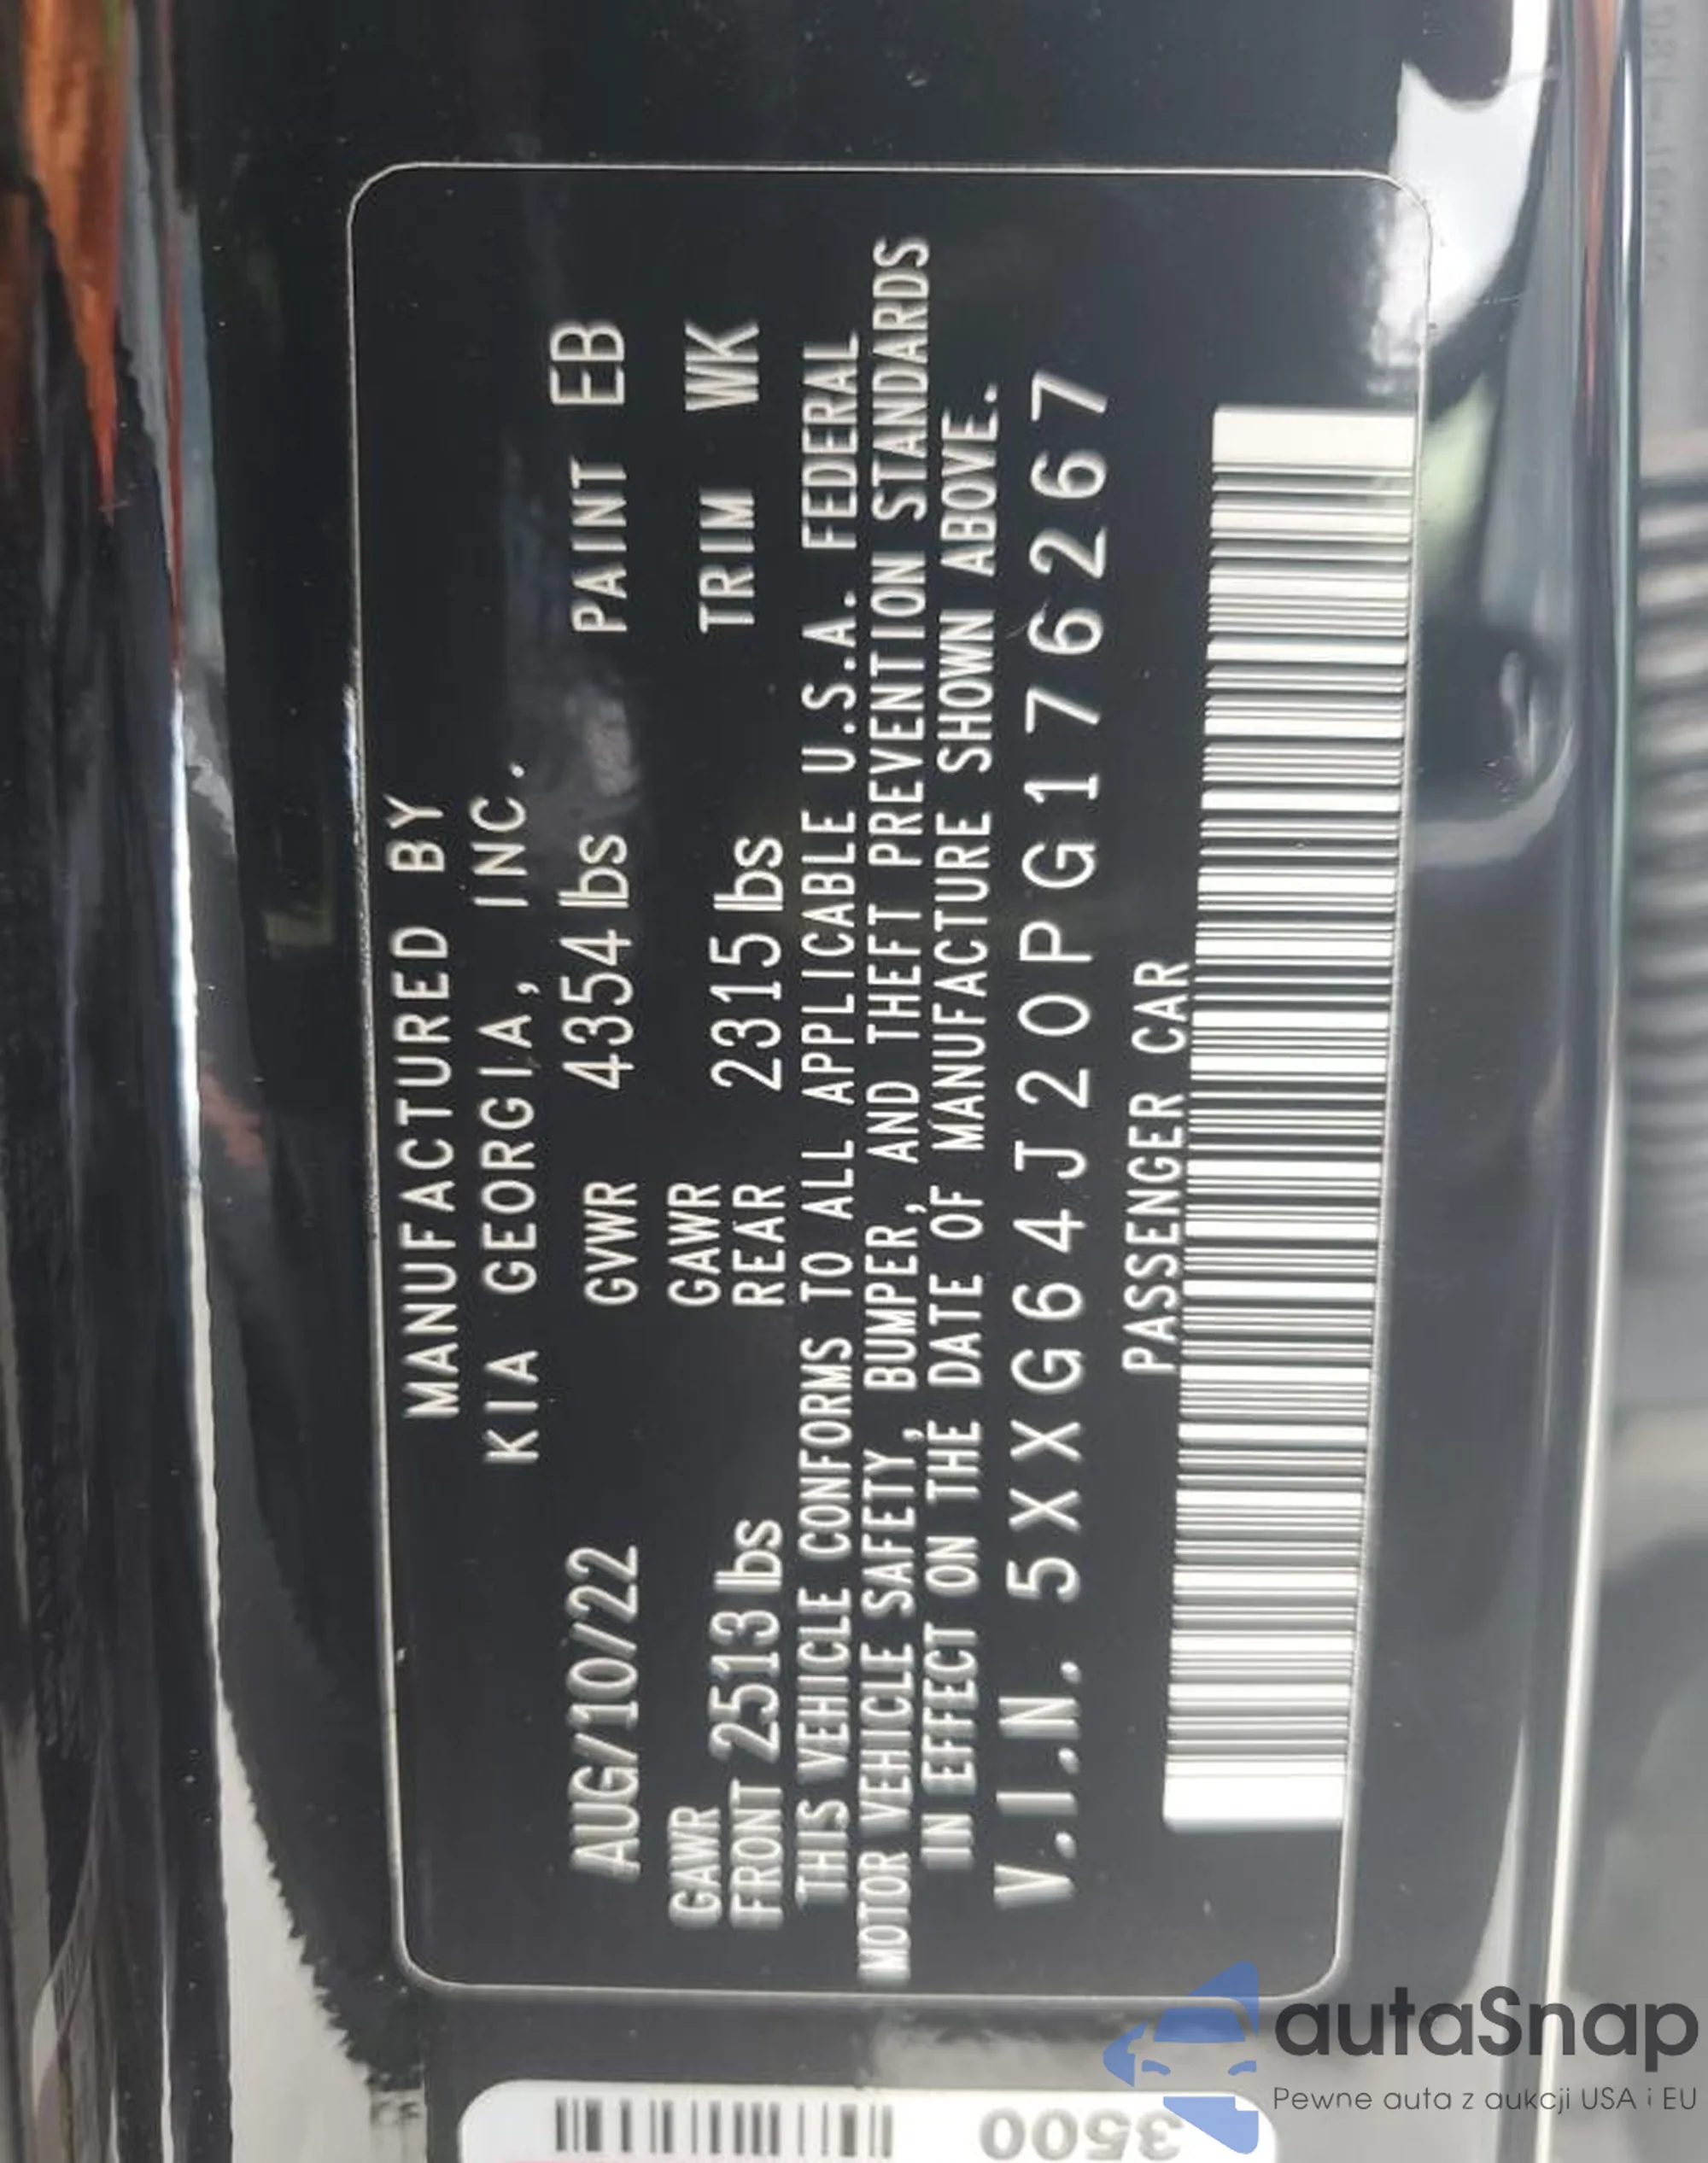 MANUFACTURED BY
KIA GEORGIA, INC.
AUG/10/22 GVWR 4354 lbs PAINT EB
GAWR FRONT 2513 lbs GAWR REAR 2315 lbs TRIM WK
THIS VEHICLE CONFORMS TO ALL APPLICABLE U.S.A. FEDERAL
MOTOR VEHICLE SAFETY, BUMPER, AND THEFT PREVENTION STANDARDS
IN EFFECT ON THE DATE OF MANUFACTURE SHOWN ABOVE.
V.I.N. 5XXG64J20PG176267
PASSENGER CAR
3500
autaSnap
Pewne auta z aukcji USA i EU